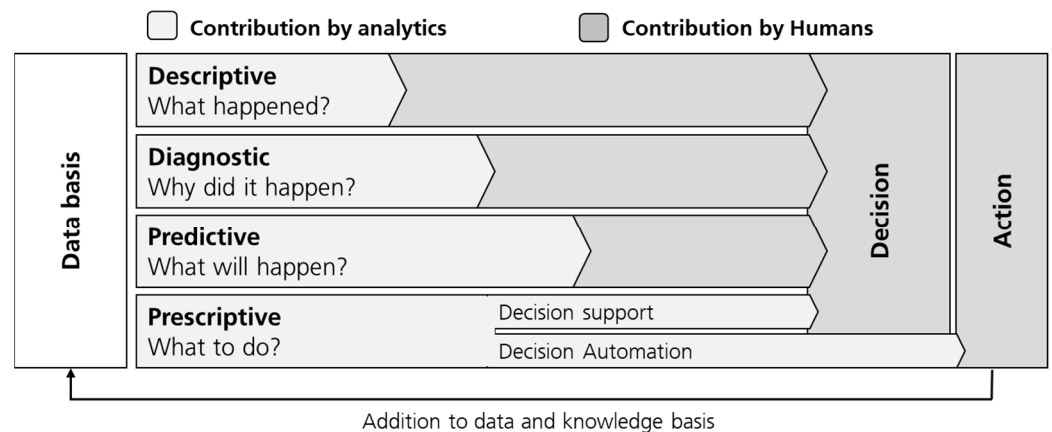 Contribution by analytics
Contribution by Humans
Data basis
Descriptive
What happened?
Diagnostic
Why did it happen?
Predictive
What will happen?
Prescriptive
What to do?
Decision support
Decision Automation
Decision
Action
Addition to data and knowledge basis